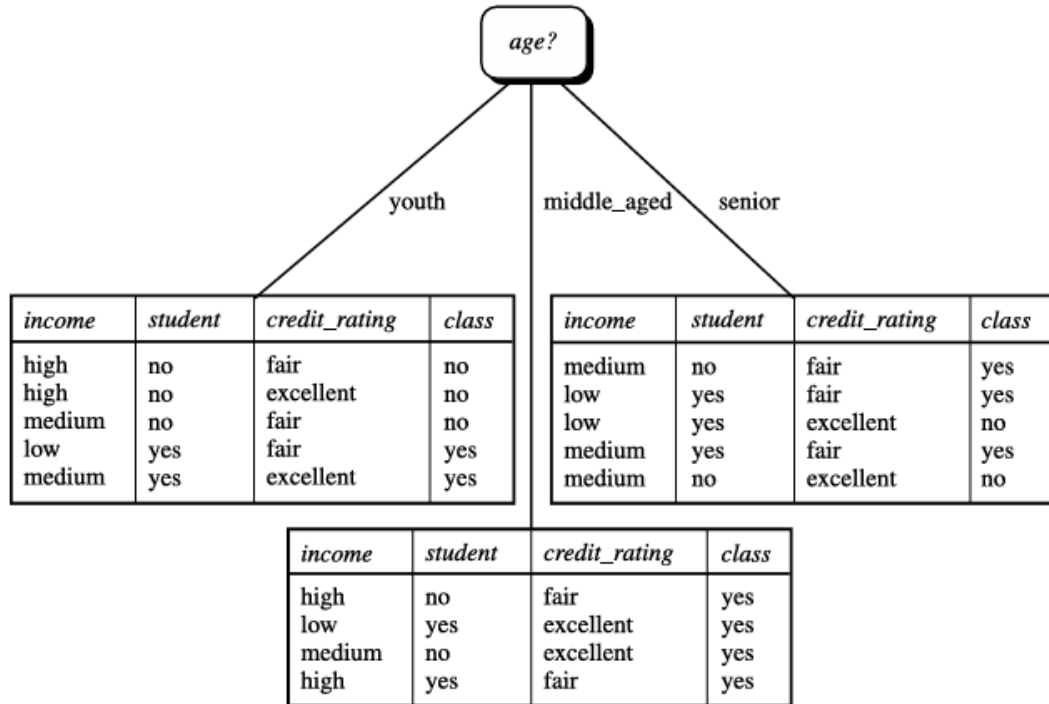 age?
youth
middle_aged
senior
income student credit_rating class
high no fair no
high no excellent no
medium no fair no
low yes fair yes
medium yes excellent yes
income student credit_rating class
medium no fair yes
low yes fair yes
low yes excellent no
medium yes fair yes
medium no excellent no
income student credit_rating class
high no fair yes
low yes excellent yes
medium no excellent yes
high yes fair yes